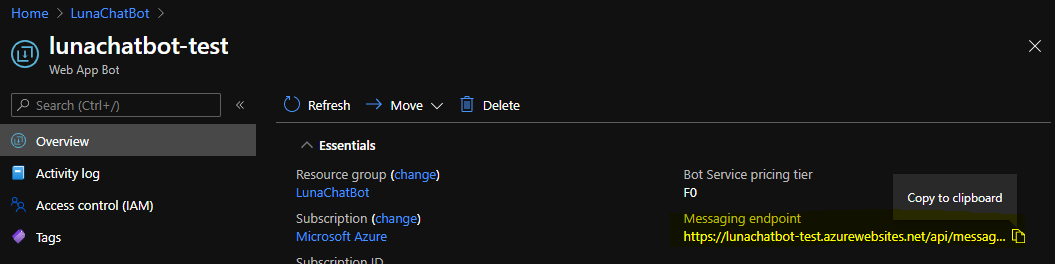 Home > LunaChatBot >
lunachatbot-test
Web App Bot
Search (Ctrl+/)
«
Refresh
Move
Delete
Overview
Activity log
Access control (IAM)
Tags
Essentials
Resource group (change)
LunaChatBot
Subscription (change)
Microsoft Azure
Subscription ID
Bot Service pricing tier
F0
Copy to clipboard
Messaging endpoint
https://lunachatbot-test.azurewebsites.net/api/messag...